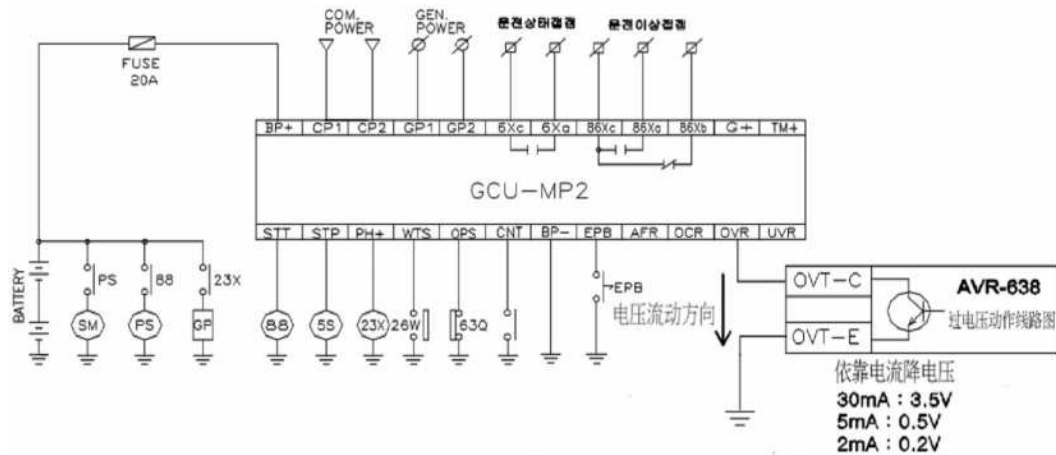 COM.
POWER
GEN.
POWER
운전상태접점
운전이상접점
FUSE
20A
BP+ CP1 CP2 GP1 GP2 6Xc 6Xa 86Xc 86Xa 86Xb G+ TM+
GCU-MP2
STT STP PH+ WTS OPS CNT BP- EPB AFR OCR OVR UVR
BATTERY
PS
88
23X
SM
PS
GP
88
5S
23X
26W
63Q
EPB
电压流动方向
OVT-C
OVT-E
AVR-638
过电压动作线路图
依靠电流降电压
30mA : 3.5V
5mA : 0.5V
2mA : 0.2V